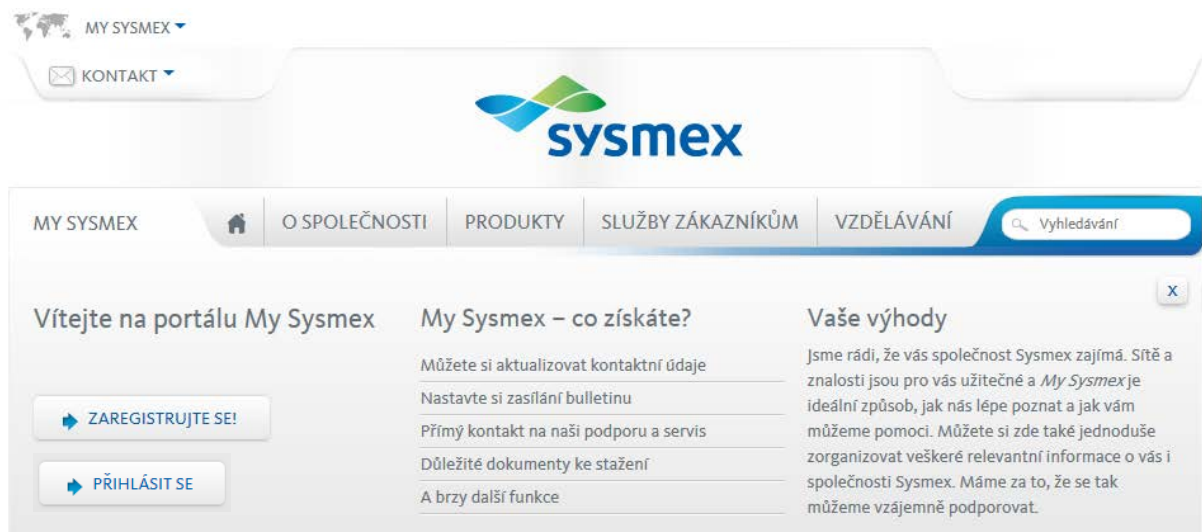 MY SYSMEX
KONTAKT
sysmex
MY SYSMEX
O SPOLEČNOSTI
PRODUKTY
SLUŽBY ZÁKAZNÍKŮM
VZDĚLÁVÁNÍ
Vyhledávání
X
Vítejte na portálu My Sysmex
ZAREGISTRUJTE SE!
PŘIHLÁSIT SE
My Sysmex – co získáte?
Můžete si aktualizovat kontaktní údaje
Nastavte si zasílání bulletinu
Přímý kontakt na naši podporu a servis
Důležité dokumenty ke stažení
A brzy další funkce
Vaše výhody
Jsme rádi, že vás společnost Sysmex zajímá. Sítě a
znalosti jsou pro vás užitečné a My Sysmex je
ideální způsob, jak nás lépe poznat a jak vám
můžeme pomoci. Můžete si zde také jednoduše
zorganizovat veškeré relevantní informace o vás i
společnosti Sysmex. Máme za to, že se tak
můžeme vzájemně podporovat.